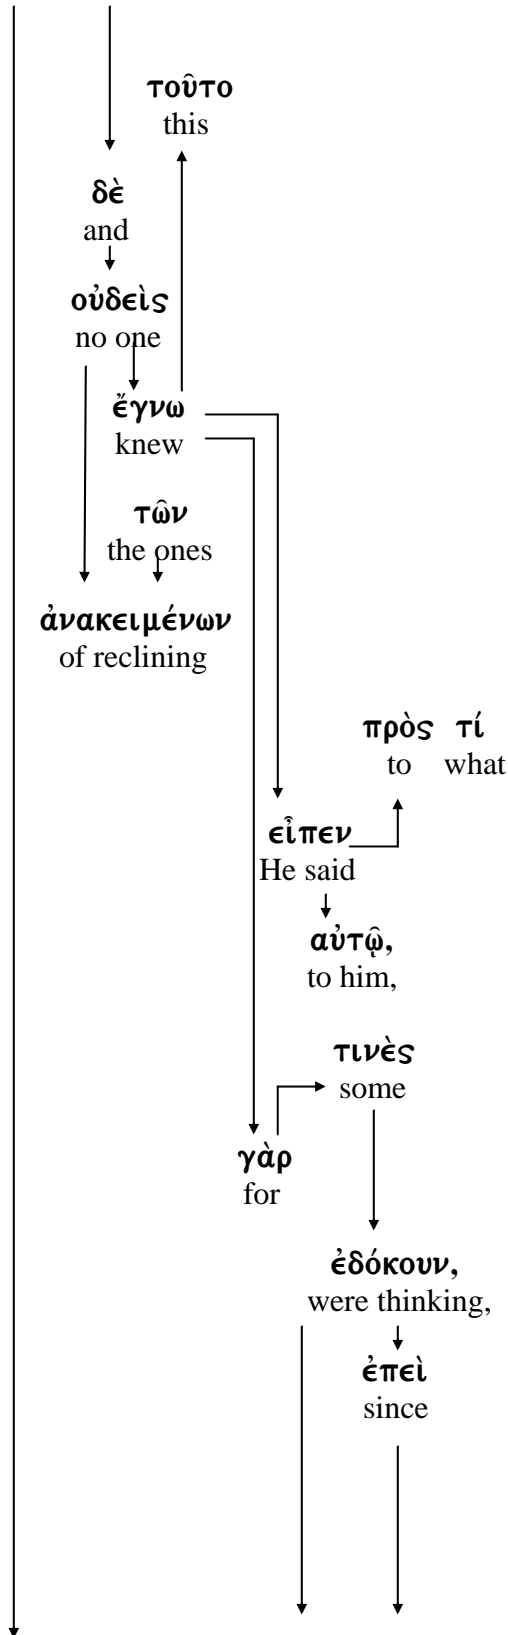 τοῦτο
this
δὲ
and
οὐδεὶς
no one
ἔγνω
knew
τῶν
the ones
ἀνακειμένων
of reclining
πρὸς τί
to what
εἶπεν
He said
αὐτῷ,
to him,
τινὲς
some
γὰρ
for
ἐδόκουν,
were thinking,
ἐπεὶ
since